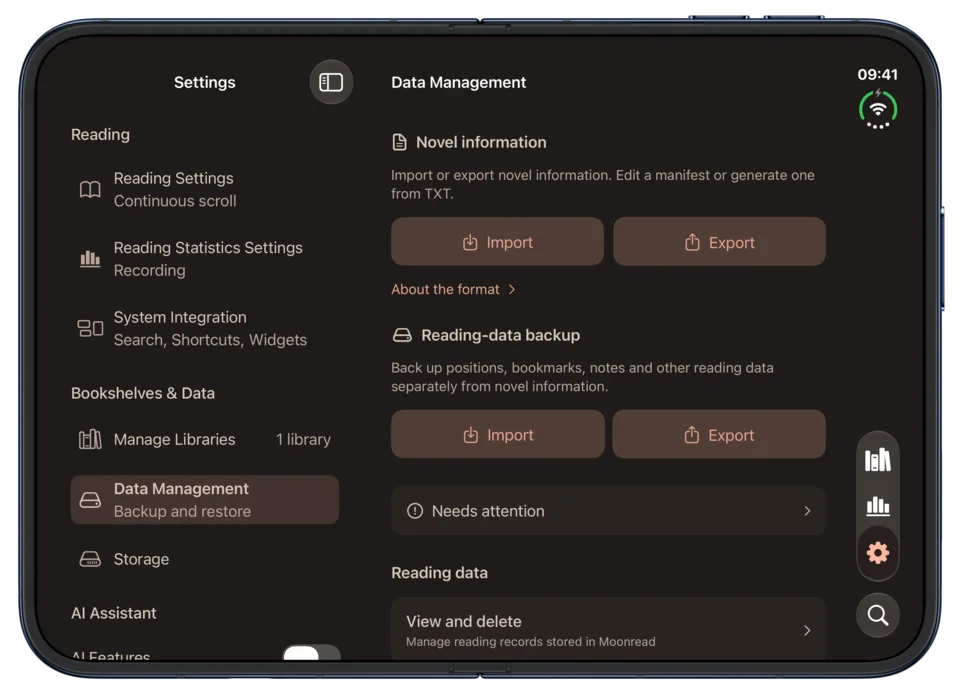 Settings
Reading
Reading Settings
Continuous scroll
Reading Statistics Settings
Recording
System Integration
Search, Shortcuts, Widgets
Bookshelves & Data
Manage Libraries 1 library
Data Management
Backup and restore
Storage
AI Assistant
AI Features
Data Management
Novel information
Import or export novel information. Edit a manifest or generate one
from TXT.
Import Export
About the format
Reading-data backup
Back up positions, bookmarks, notes and other reading data
separately from novel information.
Import Export
Needs attention
Reading data
View and delete
Manage reading records stored in Moonread
09:41